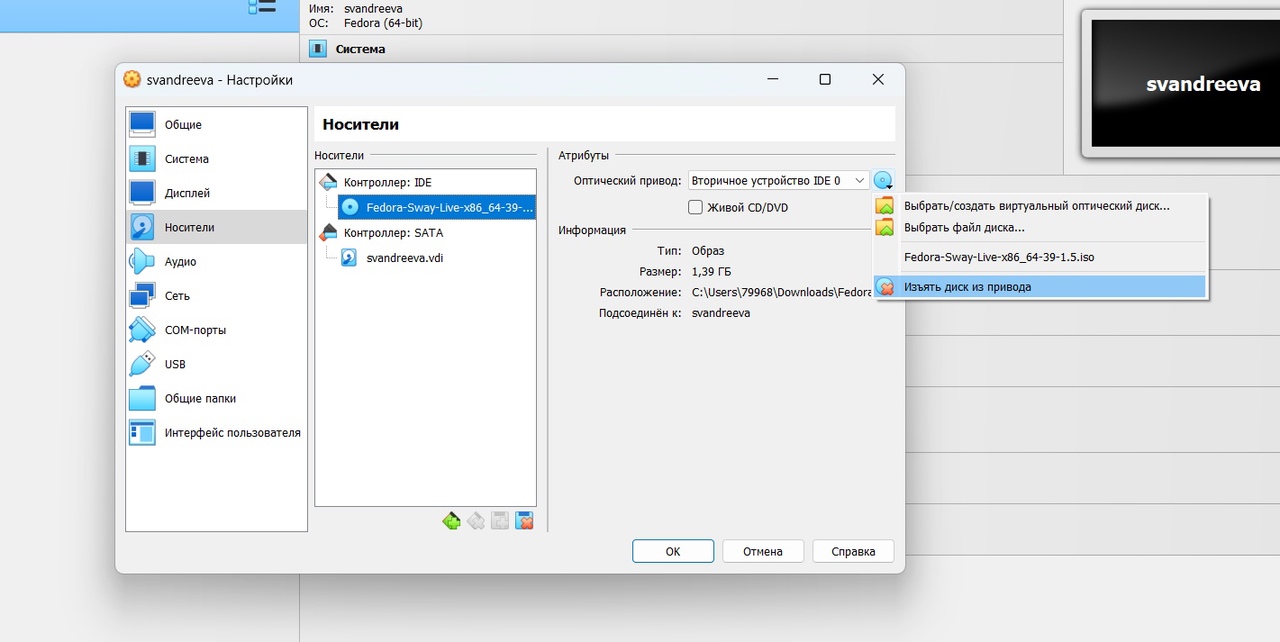 Имя: svandreeva
ОС: Fedora (64-bit)
Система
svandreeva
svandreeva - Настройки
Общие
Система
Дисплей
Носители
Аудио
Сеть
COM-порты
USB
Общие папки
Интерфейс пользователя
Носители
Носители
Контроллер: IDE
Fedora-Sway-Live-x86_64-39-...
Контроллер: SATA
svandreeva.vdi
Атрибуты
Оптический привод: Вторичное устройство IDE 0
Живой CD/DVD
Информация
Тип: Образ
Размер: 1,39 ГБ
Расположение: C:\Users\79968\Downloads\Fedora
Подсоединён к: svandreeva
Выбрать/создать виртуальный оптический диск...
Выбрать файл диска...
Fedora-Sway-Live-x86_64-39-1.5.iso
Изъять диск из привода
OK
Отмена
Справка